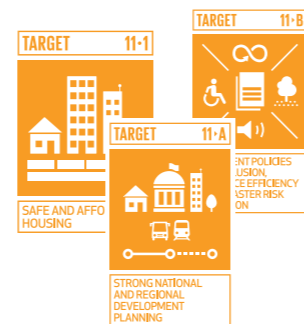 TARGET 11·1
SAFE AND AFFO
HOUSING
TARGET 11·B
ENT POLICIES
LUSION,
CE EFFICIENCY
ASTER RISK
ON
TARGET 11·A
STRONG NATIONAL
AND REGIONAL
DEVELOPMENT
PLANNING